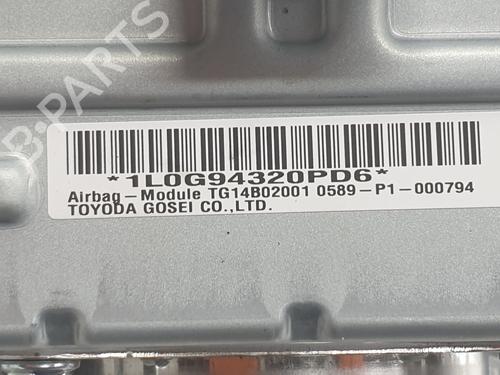 B-PARTS
*1L0G94320PD6*
Airbag-Module TG14B02001 0589-P1-000794
TOYODA GOSEI CO.,LTD.